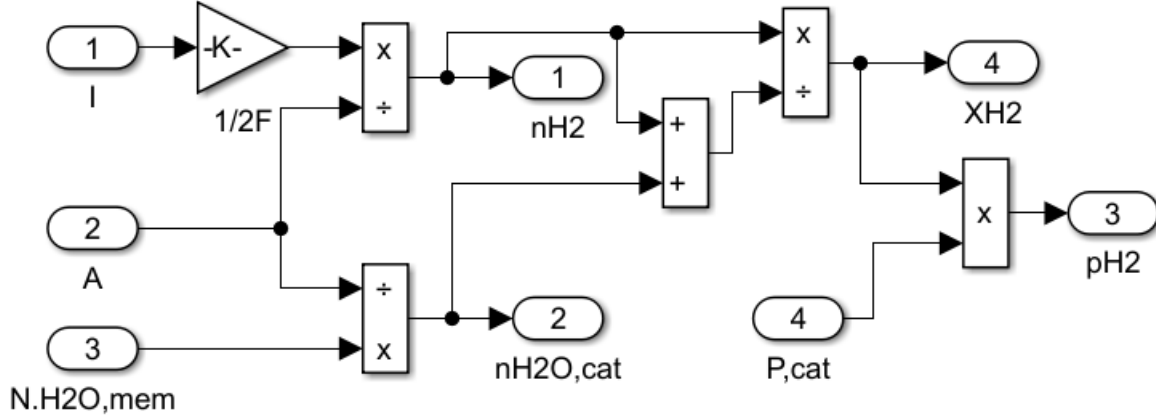 1
I
-K-
1/2F
x
÷
1
nH2
+
+
x
÷
4
XH2
2
A
3
N.H2O,mem
÷
x
2
nH2O,cat
4
P,cat
x
3
pH2